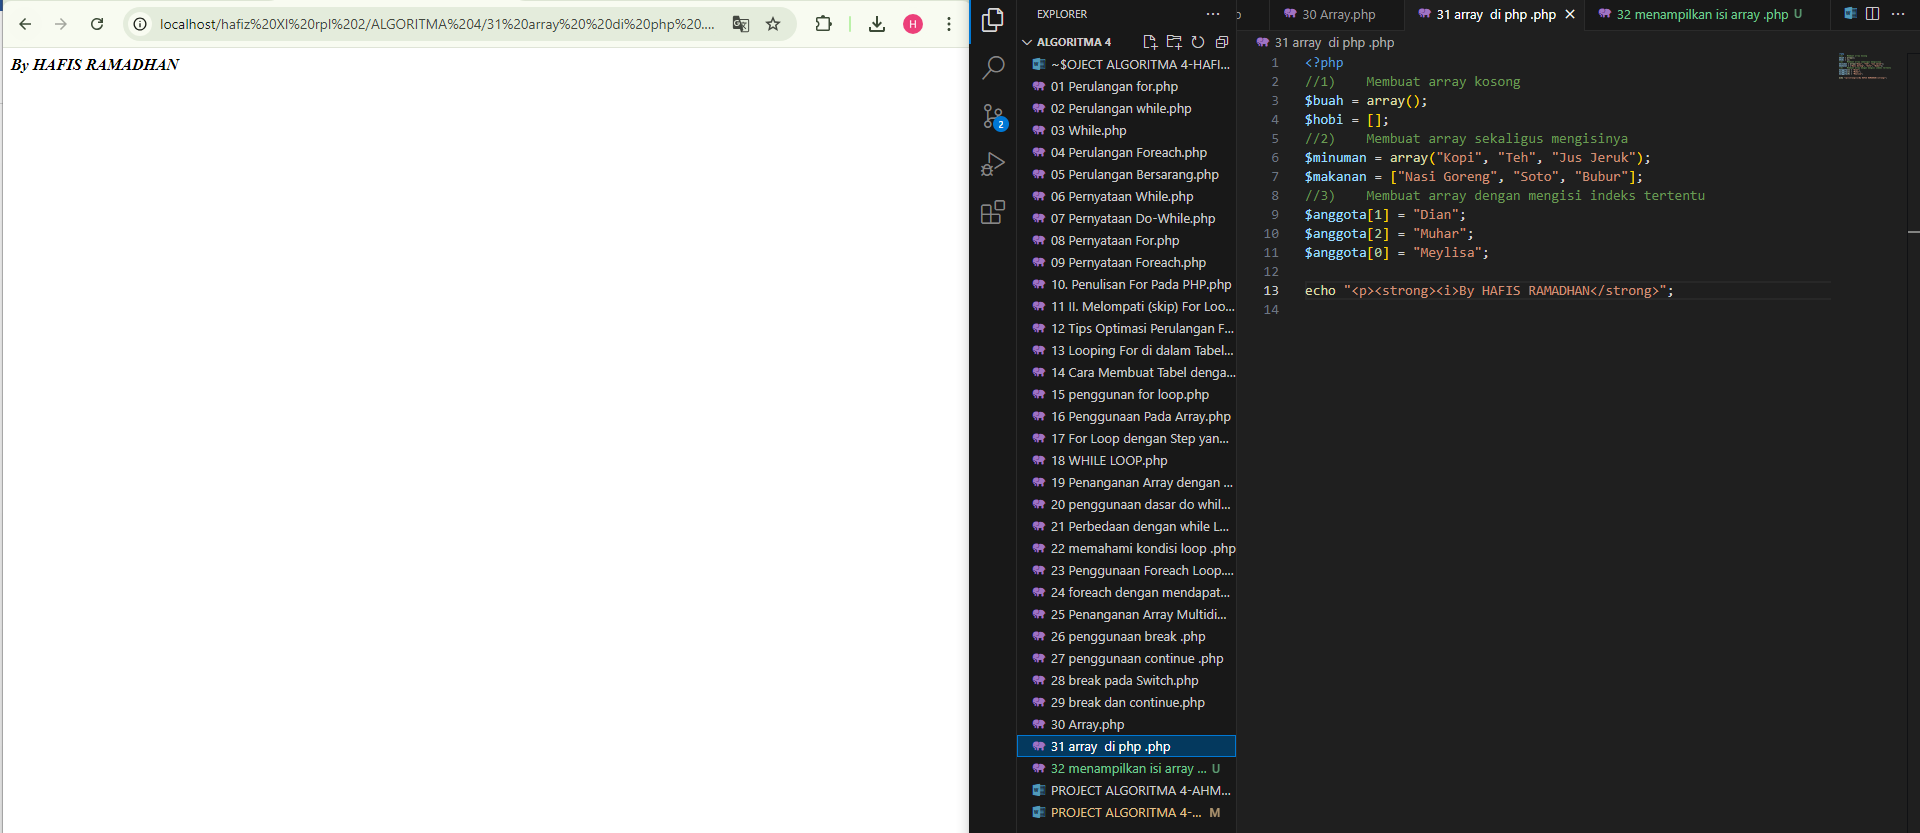 localhost/hafiz%20XI%20rpl%202/ALGORITMA%204/31%20array%20%20di%20php%20....
H
By HAFIS RAMADHAN
2
EXPLORER
ALGORITMA 4
~$OJECT ALGORITMA 4-HAFI...
01 Perulangan for.php
02 Perulangan while.php
03 While.php
04 Perulangan Foreach.php
05 Perulangan Bersarang.php
06 Pernyataan While.php
07 Pernyataan Do-While.php
08 Pernyataan For.php
09 Pernyataan Foreach.php
10. Penulisan For Pada PHP.php
11 II. Melompati (skip) For Loo...
12 Tips Optimasi Perulangan F...
13 Looping For di dalam Tabel...
14 Cara Membuat Tabel denga...
15 penggunan for loop.php
16 Penggunaan Pada Array.php
17 For Loop dengan Step yan...
18 WHILE LOOP.php
19 Penanganan Array dengan ...
20 penggunaan dasar do whil...
21 Perbedaan dengan while L...
22 memahami kondisi loop .php
23 Penggunaan Foreach Loop....
24 foreach dengan mendapat...
25 Penanganan Array Multidi...
26 penggunaan break .php
27 penggunaan continue .php
28 break pada Switch.php
29 break dan continue.php
30 Array.php
31 array  di php .php
32 menampilkan isi array ... U
PROJECT ALGORITMA 4-AHM...
PROJECT ALGORITMA 4-... M
30 Array.php
31 array  di php .php
32 menampilkan isi array .php U
31 array  di php .php
1 <?php
2 //1)    Membuat array kosong
3 $buah = array();
4 $hobi = [];
5 //2)    Membuat array sekaligus mengisinya
6 $minuman = array("Kopi", "Teh", "Jus Jeruk");
7 $makanan = ["Nasi Goreng", "Soto", "Bubur"];
8 //3)    Membuat array dengan mengisi indeks tertentu
9 $anggota[1] = "Dian";
10 $anggota[2] = "Muhar";
11 $anggota[0] = "Meylisa";
12
13 echo "<p><strong><i>By HAFIS RAMADHAN</strong>";
14